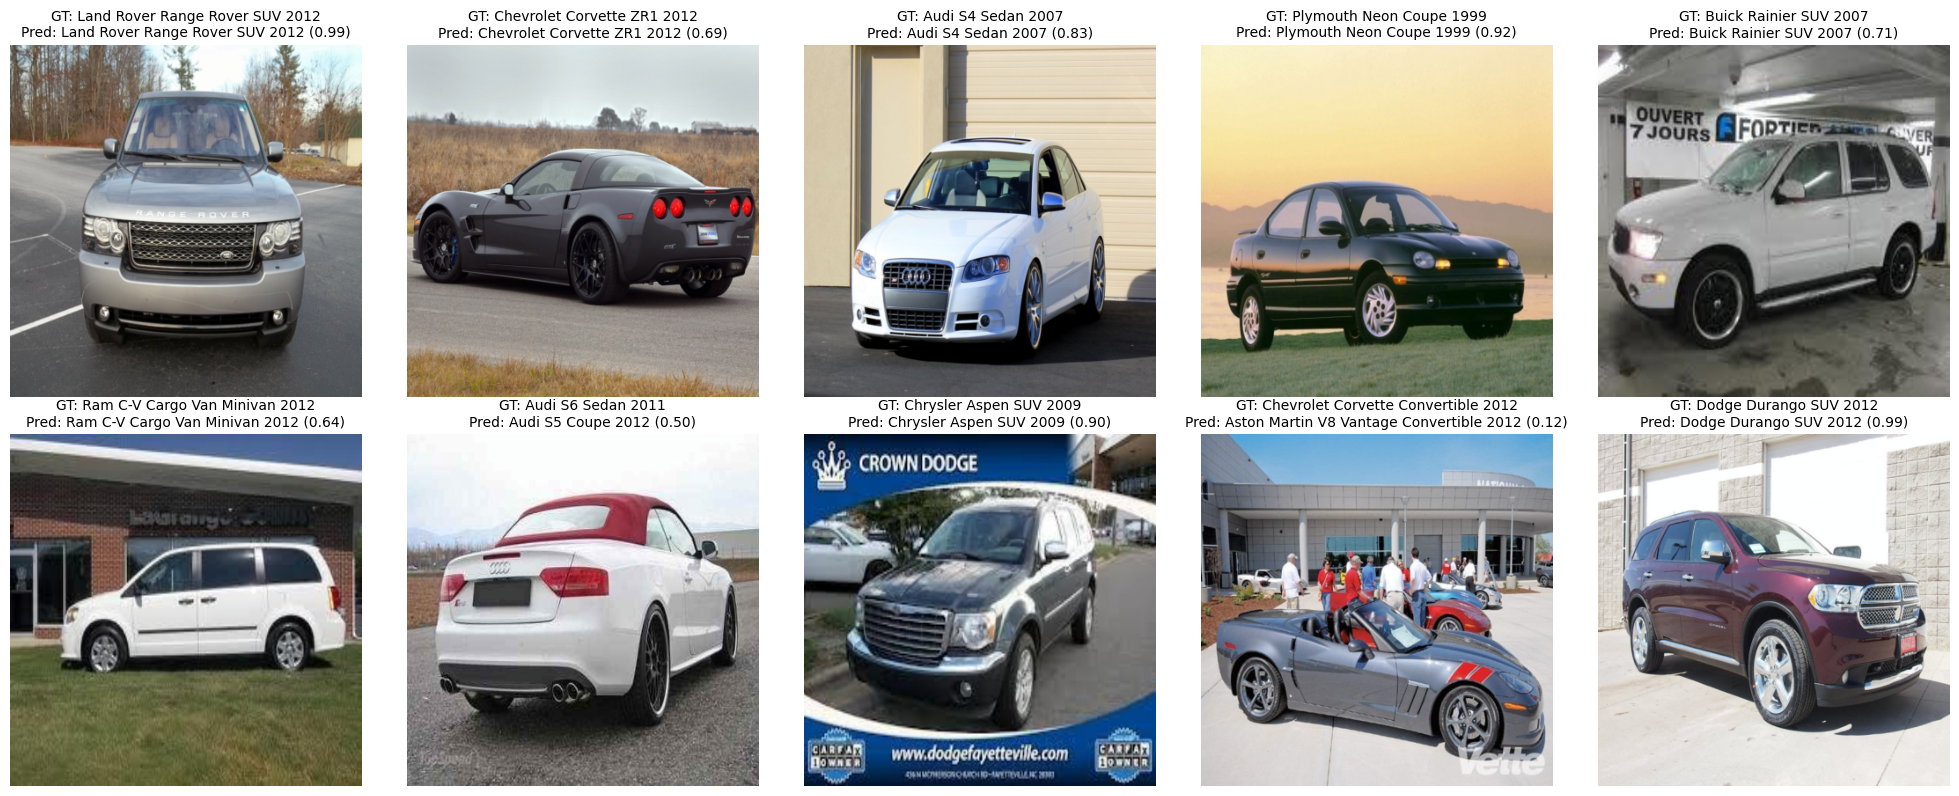 GT: Land Rover Range Rover SUV 2012
Pred: Land Rover Range Rover SUV 2012 (0.99)
GT: Chevrolet Corvette ZR1 2012
Pred: Chevrolet Corvette ZR1 2012 (0.69)
GT: Audi S4 Sedan 2007
Pred: Audi S4 Sedan 2007 (0.83)
GT: Plymouth Neon Coupe 1999
Pred: Plymouth Neon Coupe 1999 (0.92)
GT: Buick Rainier SUV 2007
Pred: Buick Rainier SUV 2007 (0.71)
RANGE ROVER
OUVERT
7 JOURS
FORTIER
GT: Ram C-V Cargo Van Minivan 2012
Pred: Ram C-V Cargo Van Minivan 2012 (0.64)
GT: Audi S6 Sedan 2011
Pred: Audi S5 Coupe 2012 (0.50)
GT: Chrysler Aspen SUV 2009
Pred: Chrysler Aspen SUV 2009 (0.90)
GT: Chevrolet Corvette Convertible 2012
Pred: Aston Martin V8 Vantage Convertible 2012 (0.12)
GT: Dodge Durango SUV 2012
Pred: Dodge Durango SUV 2012 (0.99)
CROWN DODGE
CARFAX
1 OWNER
www.dodgefayetteville.com
CARFAX
1 OWNER
NATION
Vette